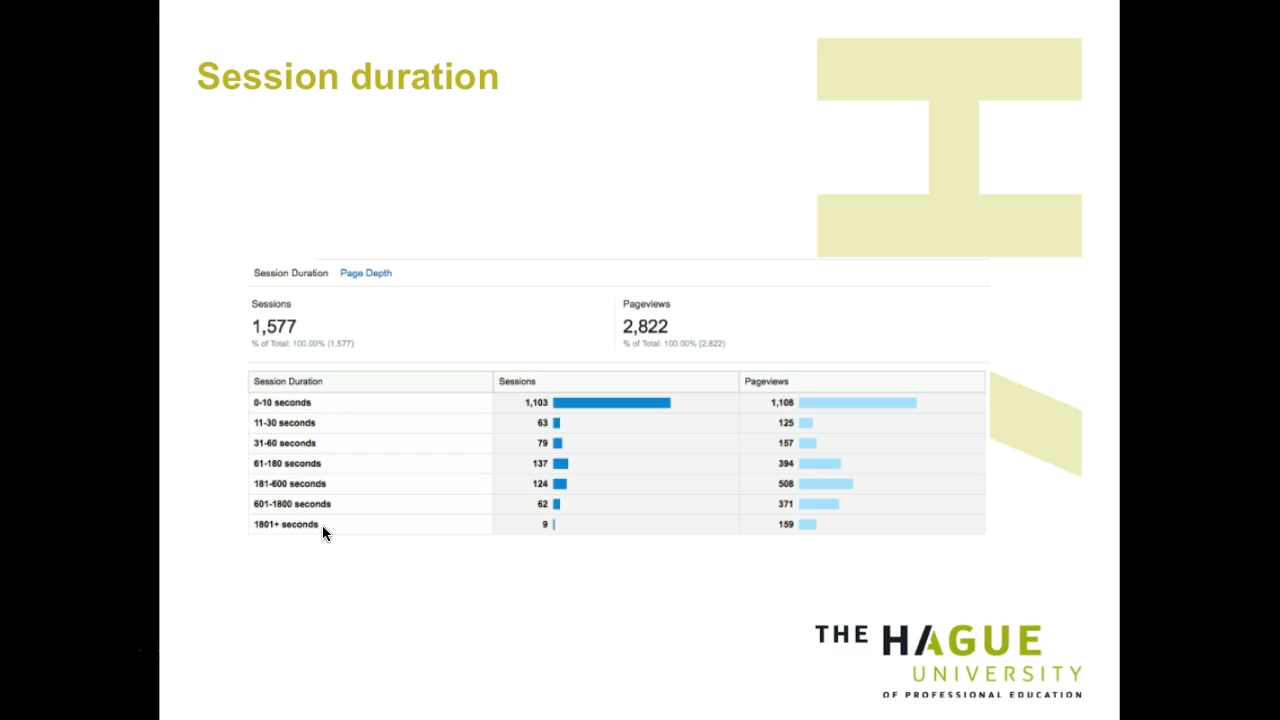 Session duration
Session Duration Page Depth
Sessions Pageviews
1,577 2,822
% of Total: 100.00% (1,577) % of Total: 100.00% (2,822)
Session Duration Sessions Pageviews
0-10 seconds 1,103 1,108
11-30 seconds 63 125
31-60 seconds 79 157
61-180 seconds 137 394
181-600 seconds 124 508
601-1800 seconds 62 371
1801+ seconds 9 159
THE HAGUE
UNIVERSITY
OF PROFESSIONAL EDUCATION